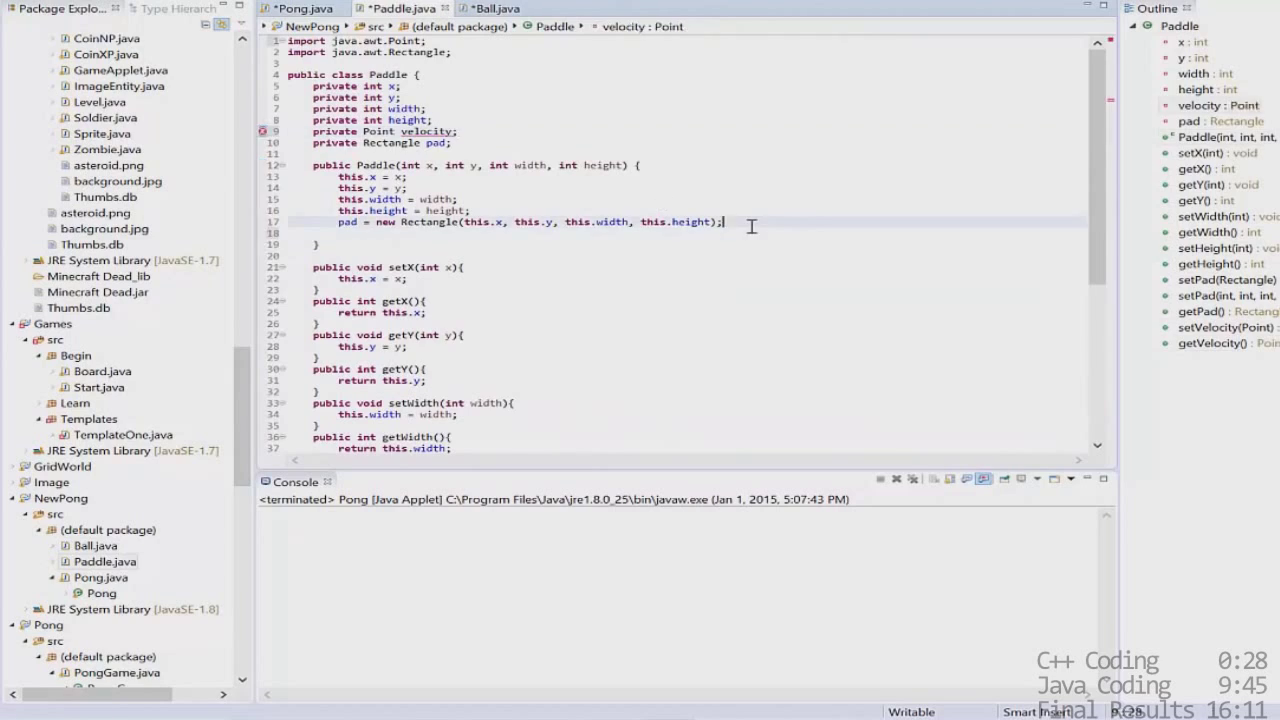 Package Explo...
Type Hierarch
CoinNP.java
CoinXP.java
GameApplet.java
ImageEntity.java
Level.java
Soldier.java
Sprite.java
Zombie.java
asteroid.png
background.jpg
Thumbs.db
asteroid.png
background.jpg
Thumbs.db
JRE System Library [JavaSE-1.7]
Minecraft Dead_lib
Minecraft Dead.jar
Thumbs.db
Games
src
Begin
Board.java
Start.java
Learn
Templates
TemplateOne.java
JRE System Library [JavaSE-1.7]
GridWorld
Image
NewPong
src
(default package)
Ball.java
Paddle.java
Pong.java
Pong
JRE System Library [JavaSE-1.8]
Pong
src
(default package)
PongGame.java
*Pong.java
*Paddle.java
*Ball.java
NewPong
src
(default package)
Paddle
velocity : Point
1 import java.awt.Point;
2 import java.awt.Rectangle;
3
4 public class Paddle {
5 private int x;
6 private int y;
7 private int width;
8 private int height;
9 private Point velocity;
10 private Rectangle pad;
11
12 public Paddle(int x, int y, int width, int height) {
13 this.x = x;
14 this.y = y;
15 this.width = width;
16 this.height = height;
17 pad = new Rectangle(this.x, this.y, this.width, this.height);
18
19 }
20
21 public void setX(int x){
22 this.x = x;
23 }
24 public int getX(){
25 return this.x;
26 }
27 public void getY(int y){
28 this.y = y;
29 }
30 public int getY(){
31 return this.y;
32 }
33 public void setWidth(int width){
34 this.width = width;
35 }
36 public int getWidth(){
37 return this.width;
Console
<terminated> Pong [Java Applet] C:\Program Files\Java\jre1.8.0_25\bin\javaw.exe (Jan 1, 2015, 5:07:43 PM)
Outline
Paddle
x : int
y : int
width : int
height : int
velocity : Point
pad : Rectangle
Paddle(int, int, int,
setX(int) : void
getX() : int
getY(int) : void
getY() : int
setWidth(int) : void
getWidth() : int
setHeight(int) : void
getHeight() : int
setPad(Rectangle)
setPad(int, int, int,
getPad() : Rectang
setVelocity(Point) :
getVelocity() : Poin
C++ Coding 0:28
Java Coding 9:45
Final Results 16:11
Writable
Smart Insert